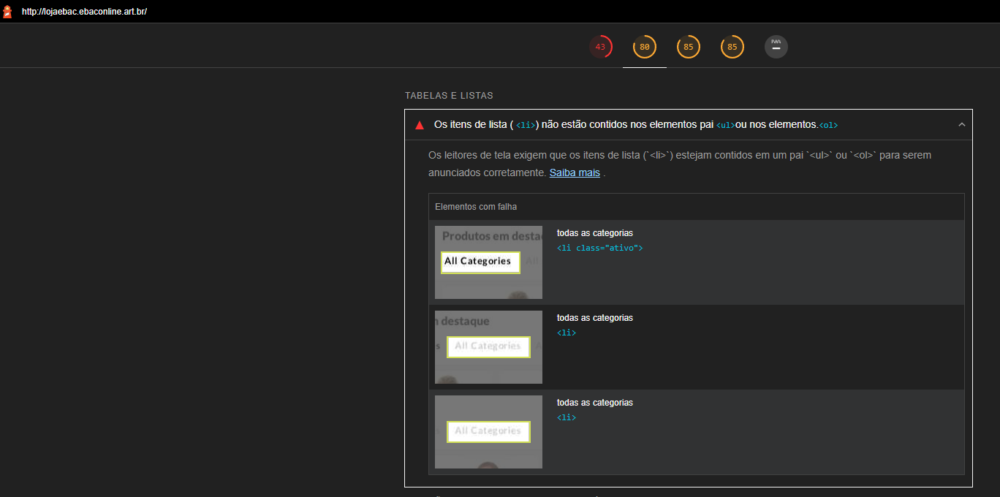 http://lojaebac.ebaconline.art.br/
43 80 85 85 PWA
TABELAS E LISTAS
Os itens de lista ( <li>) não estão contidos nos elementos pai <ul>ou nos elementos.<ol>
Os leitores de tela exigem que os itens de lista (`<li>`) estejam contidos em um pai `<ul>` ou `<ol>` para serem
anunciados corretamente. Saiba mais .
Elementos com falha
Produtos em desta
All Categories All
todas as categorias
<li class="ativo">
n destaque
s All Categories A
todas as categorias
<li>
All Categories
todas as categorias
<li>